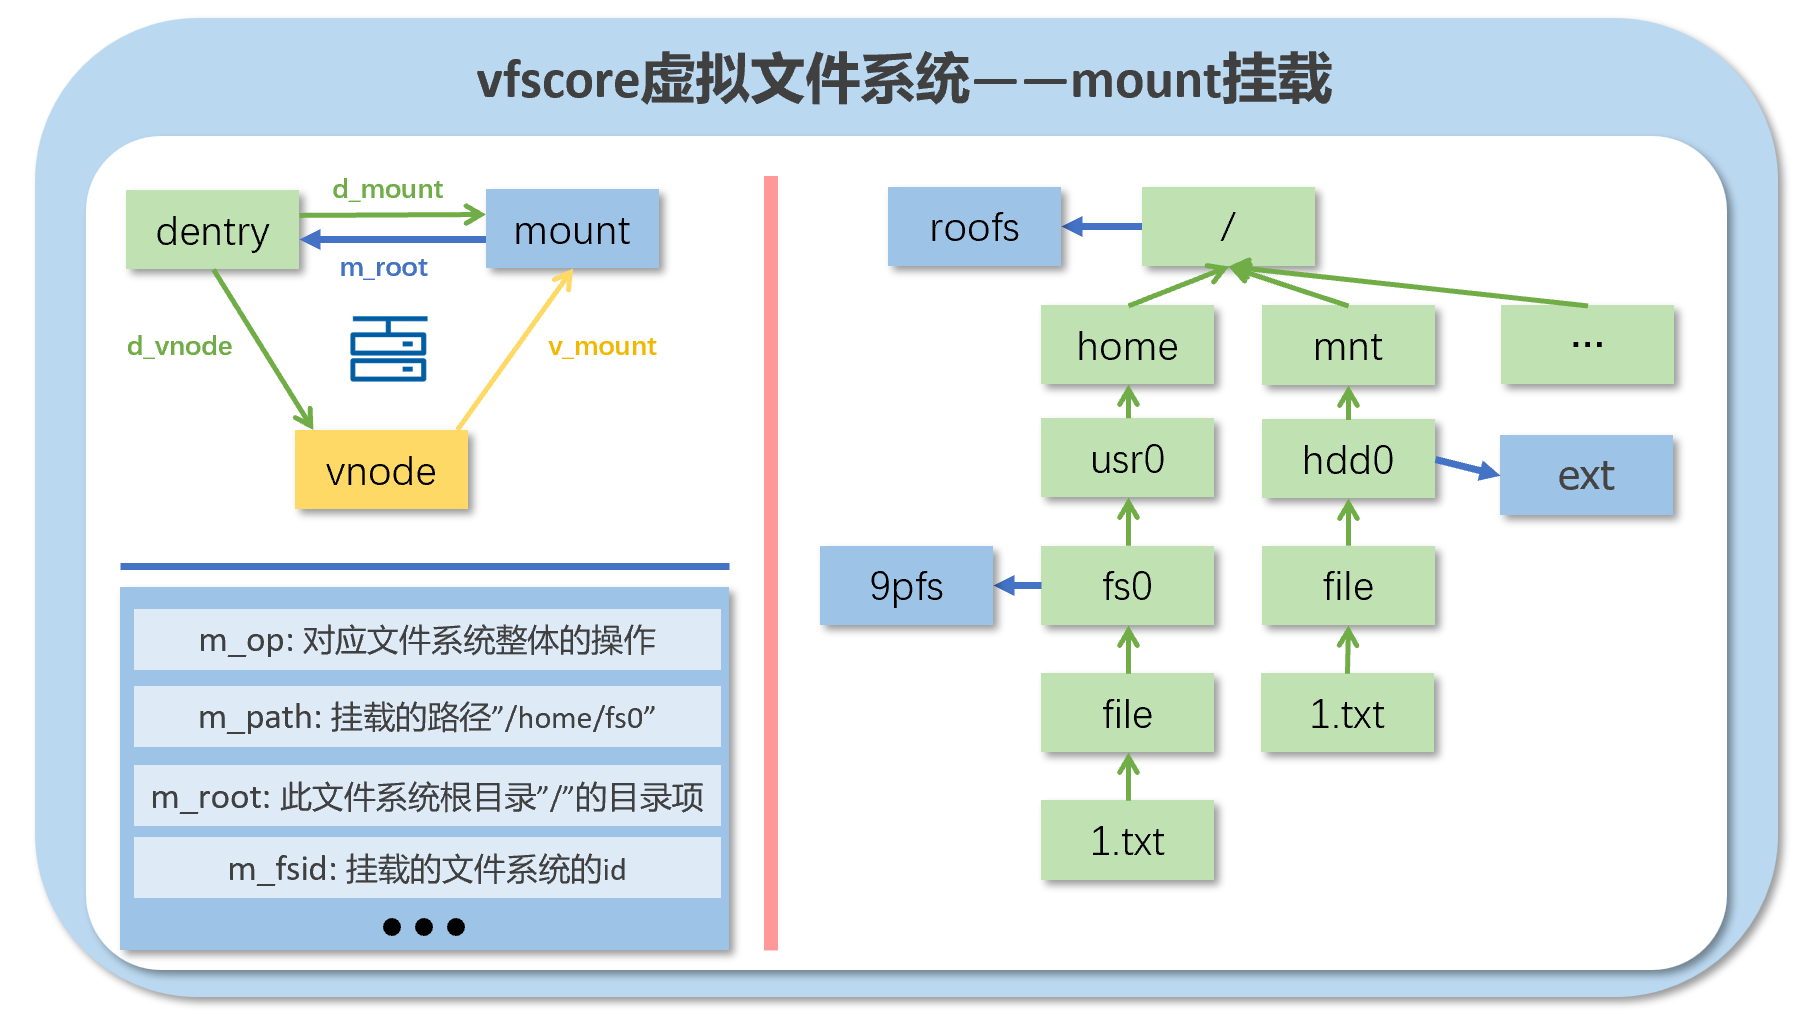 vfscore虚拟文件系统——mount挂载
dentry
d_mount
mount
m_root
d_vnode
v_mount
vnode
m_op: 对应文件系统整体的操作
m_path: 挂载的路径”/home/fs0”
m_root: 此文件系统根目录”/”的目录项
m_fsid: 挂载的文件系统的id
•••
roofs
/
home
mnt
...
usr0
hdd0
ext
9pfs
fs0
file
file
1.txt
1.txt